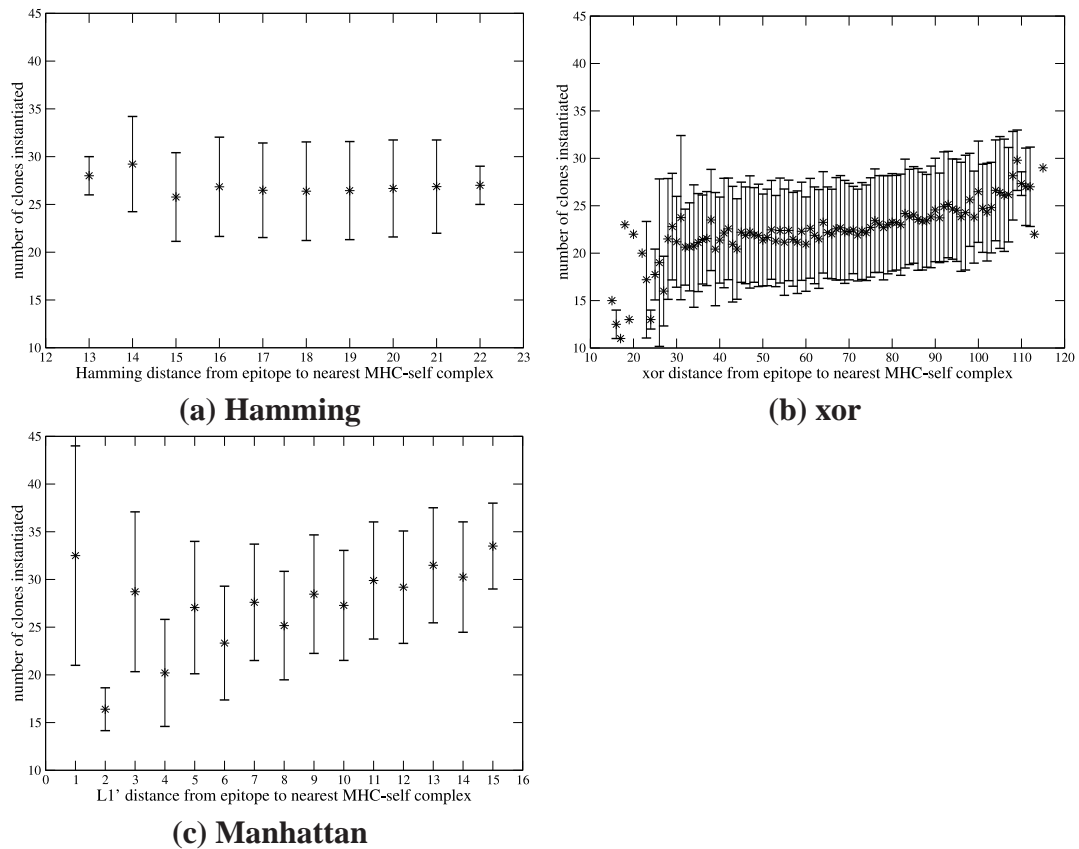 45
40
35
30
25
20
15
10
number of clones instantiated
12 13 14 15 16 17 18 19 20 21 22 23
Hamming distance from epitope to nearest MHC-self complex
(a) Hamming
45
40
35
30
25
20
15
10
number of clones instantiated
10 20 30 40 50 60 70 80 90 100 110 120
xor distance from epitope to nearest MHC-self complex
(b) xor
45
40
35
30
25
20
15
10
number of clones instantiated
0 1 2 3 4 5 6 7 8 9 10 11 12 13 14 15 16
L1’ distance from epitope to nearest MHC-self complex
(c) Manhattan